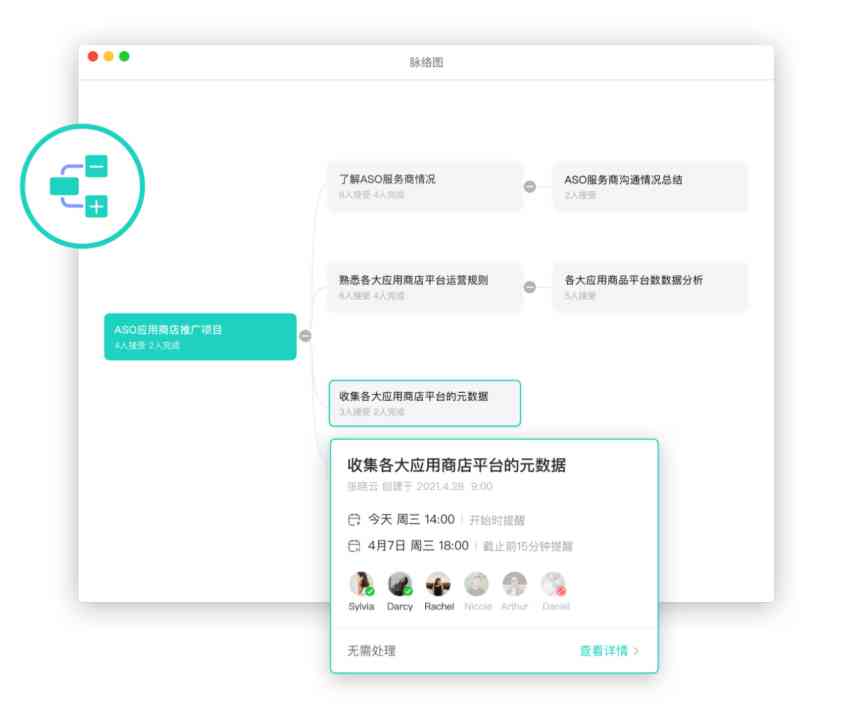 脉络图
了解ASO服务商情况
6人接受 4人完成
ASO服务商沟通情况总结
2人接受
熟悉各大应用商店平台运营规则
6人接受 4人完成
各大应用商品平台数数据分析
5人接受
ASO应用商店推广项目
4人接受 2人完成
收集各大应用商店平台的元数据
3人接受 2人完成
收集各大应用商店平台的元数据
张晓云 创建于 2021.4.28 9:00
今天 周三 14:00 | 开始时提醒
4月7日 周三 18:00 | 截止前15分钟提醒
Sylvia Darcy Rachel Nicole Arthur Daniel
无需处理 查看详情 >